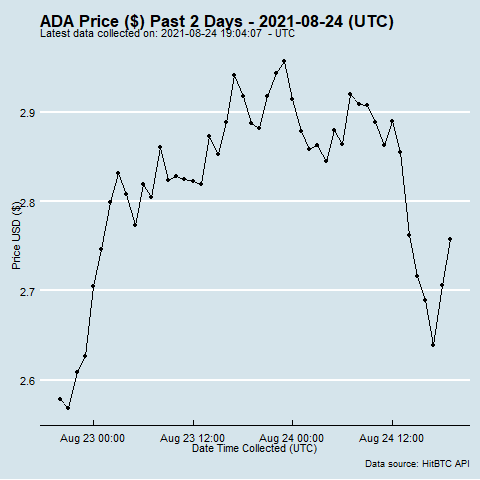 ADA Price ($) Past 2 Days - 2021-08-24 (UTC)
Latest data collected on: 2021-08-24 19:04:07  - UTC
2.9
2.8
2.7
2.6
Price USD ($)
Aug 23 00:00 Aug 23 12:00 Aug 24 00:00 Aug 24 12:00
Date Time Collected (UTC)
Data source: HitBTC API